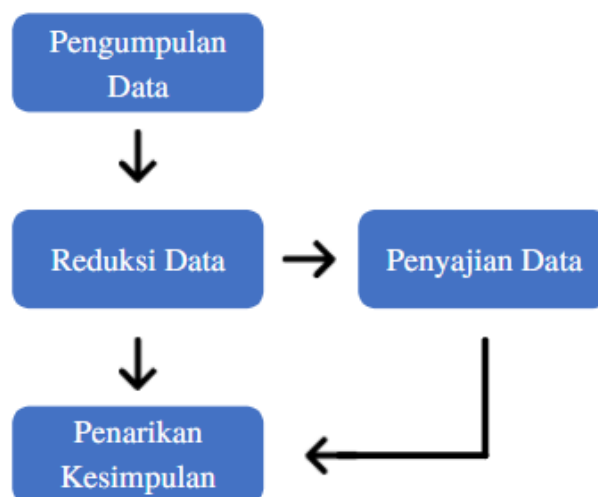 Pengumpulan
Data
Reduksi Data
Penyajian Data
Penarikan
Kesimpulan